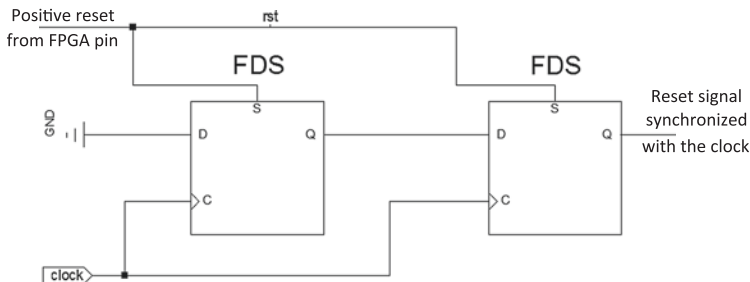 Positive reset
from FPGA pin
rst
FDS
FDS
S
S
Reset signal
synchronized
with the clock
GND
D
Q
D
Q
C
C
clock